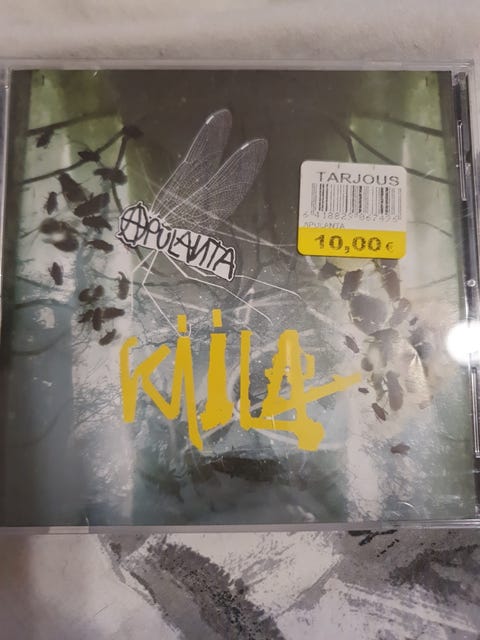 APULANTA
TARJOUS
APULANTA
10,00 €
KIILA